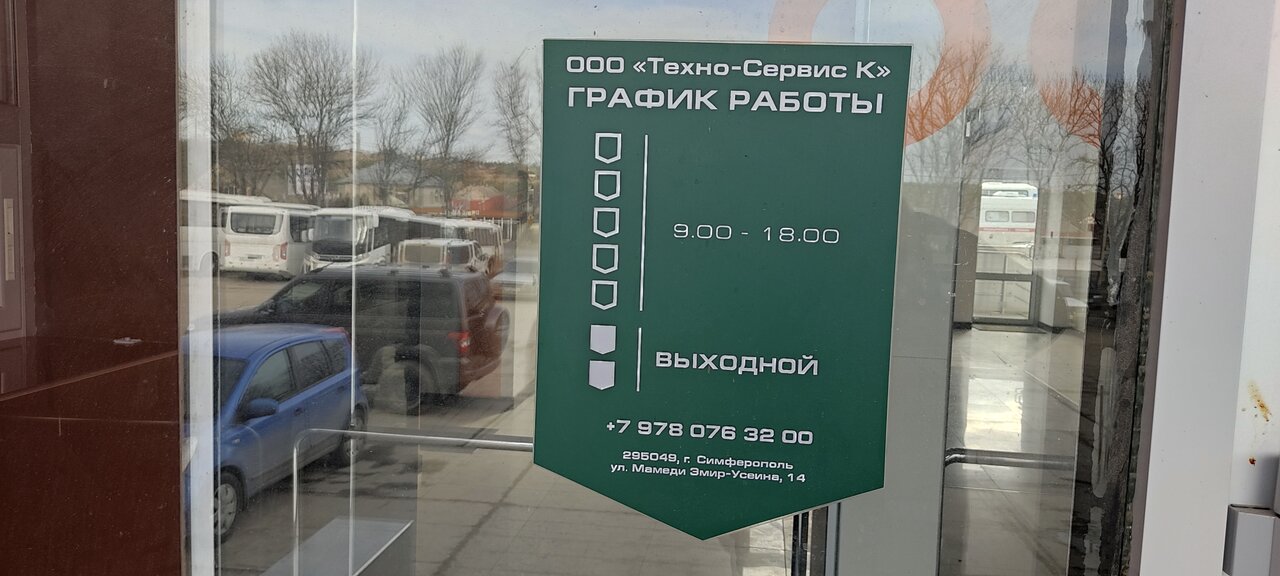 ООО «Техно-Сервис К»
ГРАФИК РАБОТЫ
9.00 - 18.00
ВЫХОДНОЙ
+7 978 076 32 00
295049, г. Симферополь
ул. Мамеди Эмир-Усеина, 14